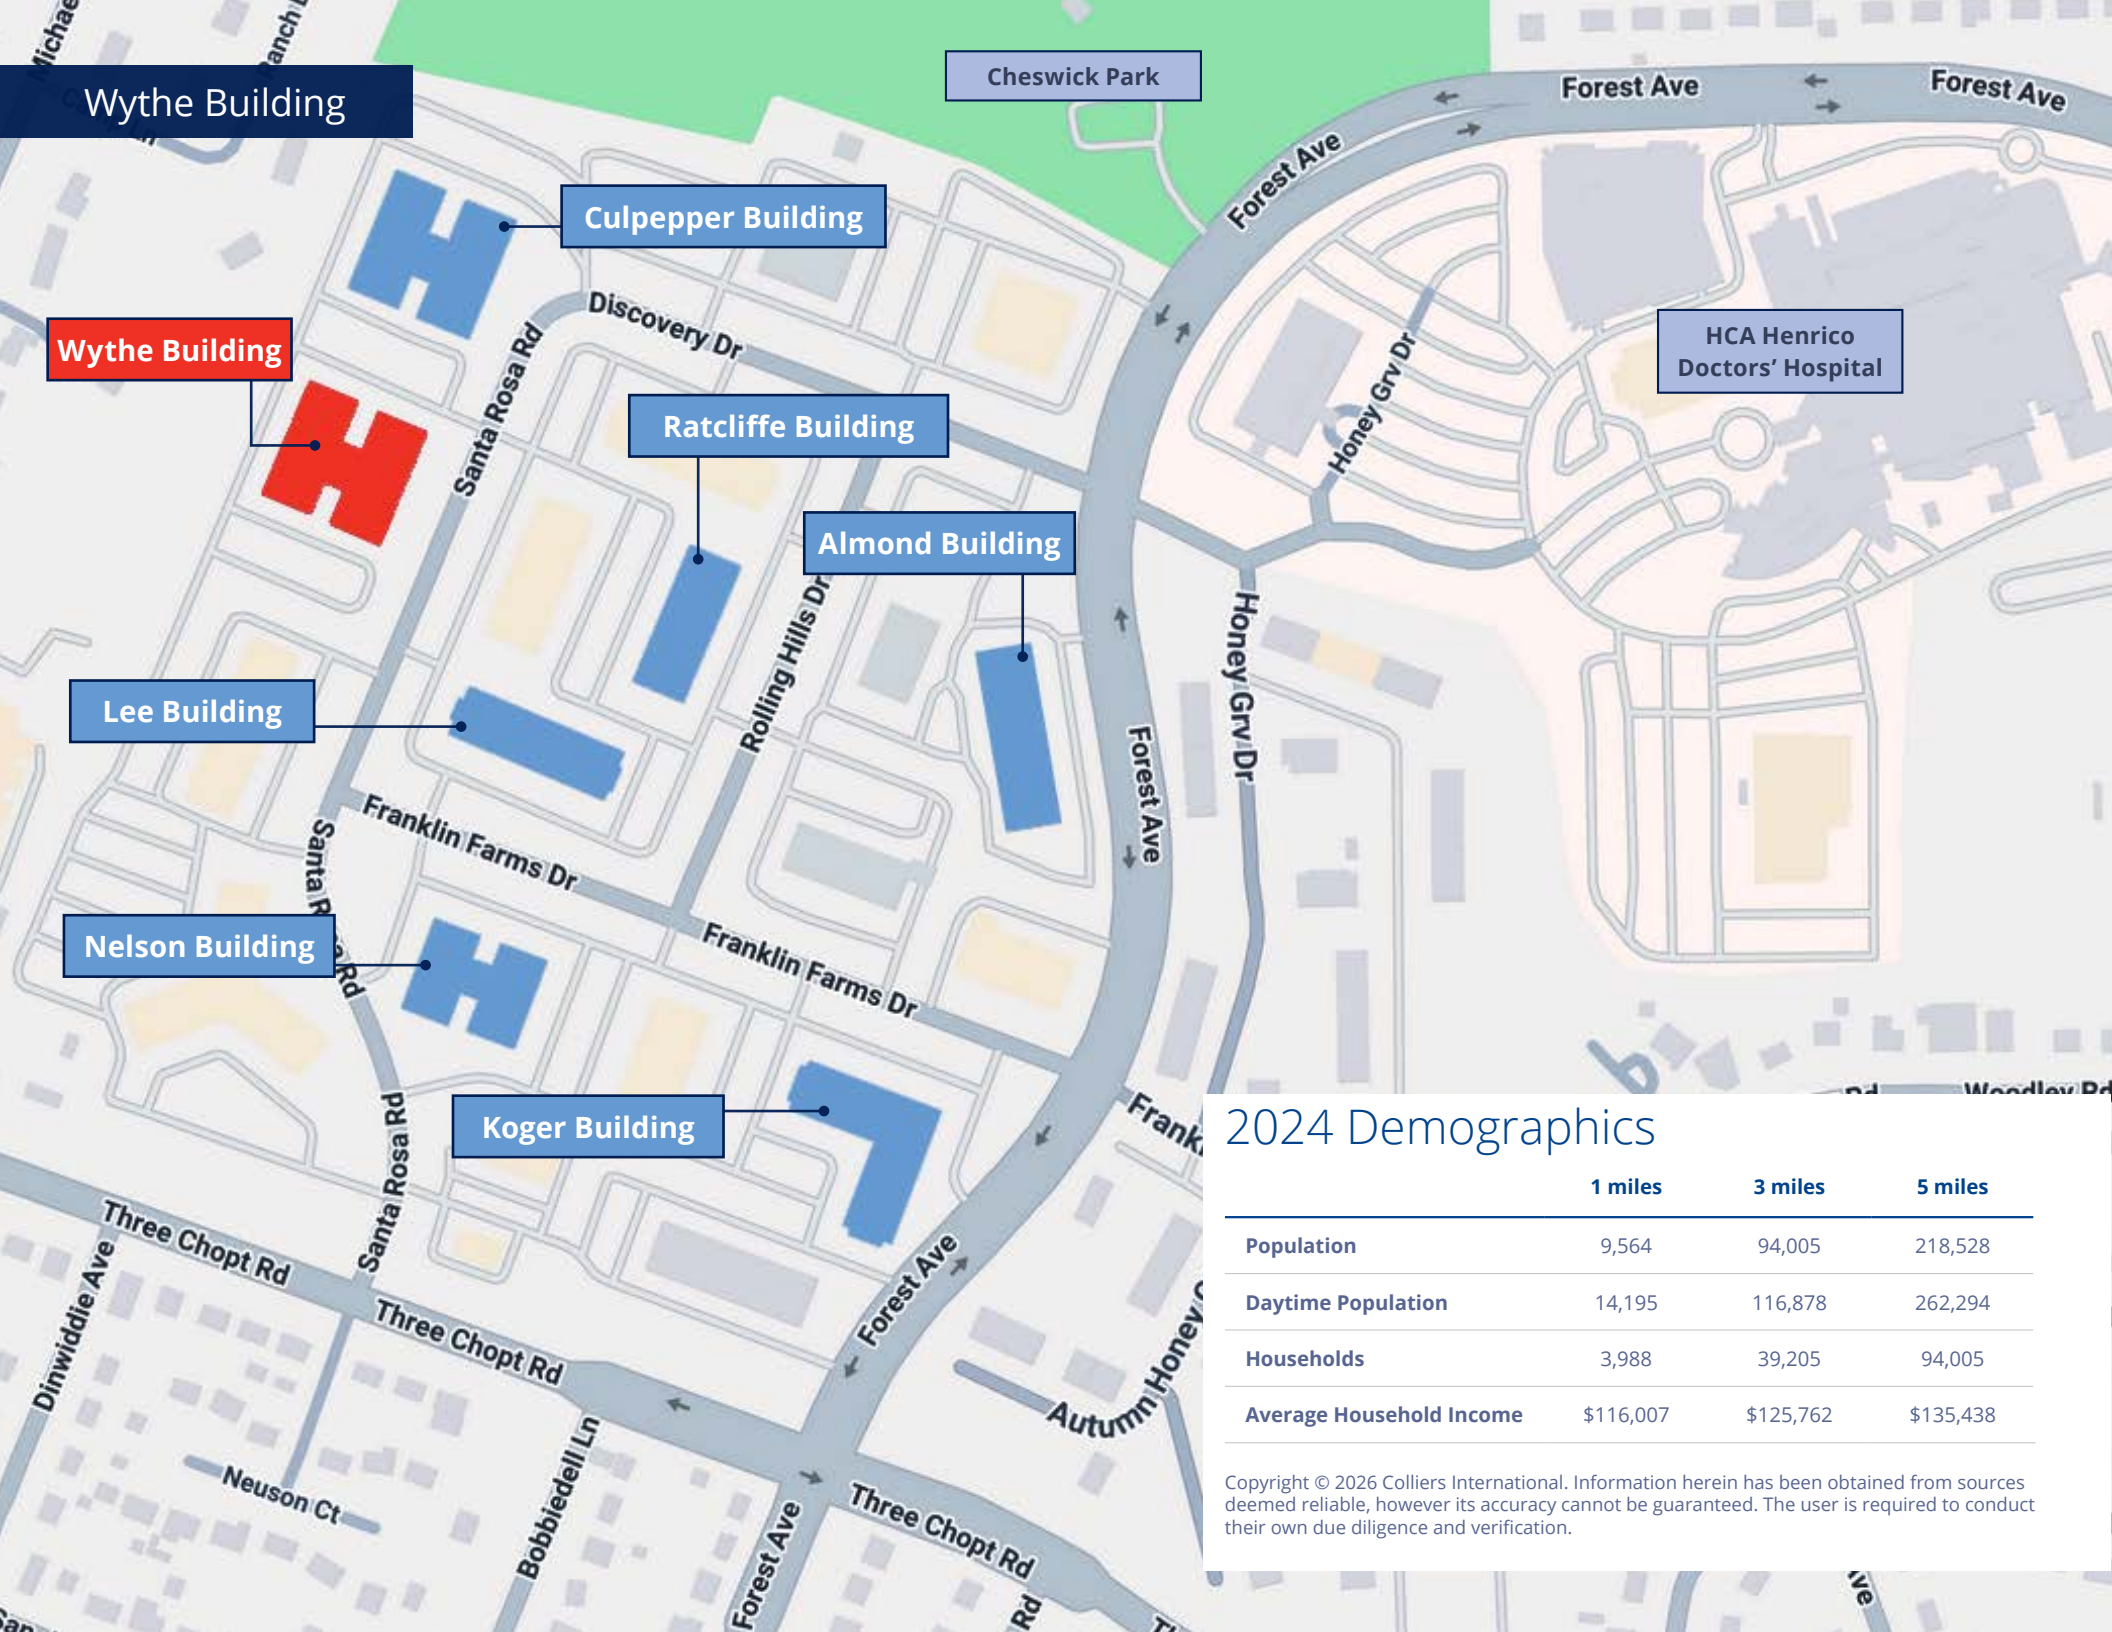 Wythe Building
Cheswick Park
Forest Ave
Forest Ave
Forest Ave
Culpepper Building
Discovery Dr
Santa Rosa Rd
Wythe Building
HCA Henrico
Doctors’ Hospital
Honey Grv Dr
Ratcliffe Building
Almond Building
Rolling Hills Dr
Honey Grv Dr
Lee Building
Forest Ave
Franklin Farms Dr
Nelson Building
Franklin Farms Dr
Koger Building
Santa Rosa Rd
Woodley Rd
Three Chopt Rd
Dinwiddie Ave
Three Chopt Rd
Forest Ave
Neuson Ct
Bobbiedell Ln
Forest Ave
Three Chopt Rd
Rd
2024 Demographics
1 miles 3 miles 5 miles
Population 9,564 94,005 218,528
Daytime Population 14,195 116,878 262,294
Households 3,988 39,205 94,005
Average Household Income $116,007 $125,762 $135,438
Copyright © 2026 Colliers International. Information herein has been obtained from sources
deemed reliable, however its accuracy cannot be guaranteed. The user is required to conduct
their own due diligence and verification.